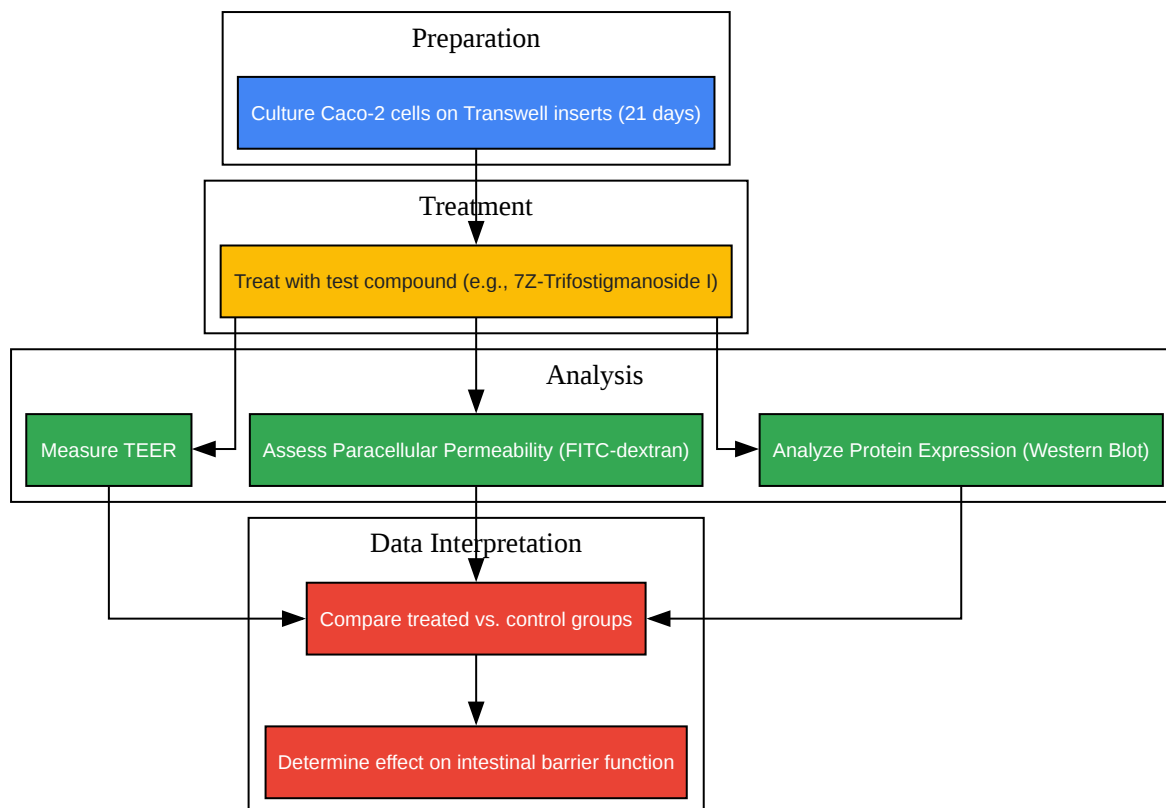 Preparation
Culture Caco-2 cells on Transwell inserts (21 days)
Treatment
Treat with test compound (e.g., 7Z-Trifostigmanoside I)
Analysis
Measure TEER
Assess Paracellular Permeability (FITC-dextran)
Analyze Protein Expression (Western Blot)
Data Interpretation
Compare treated vs. control groups
Determine effect on intestinal barrier function